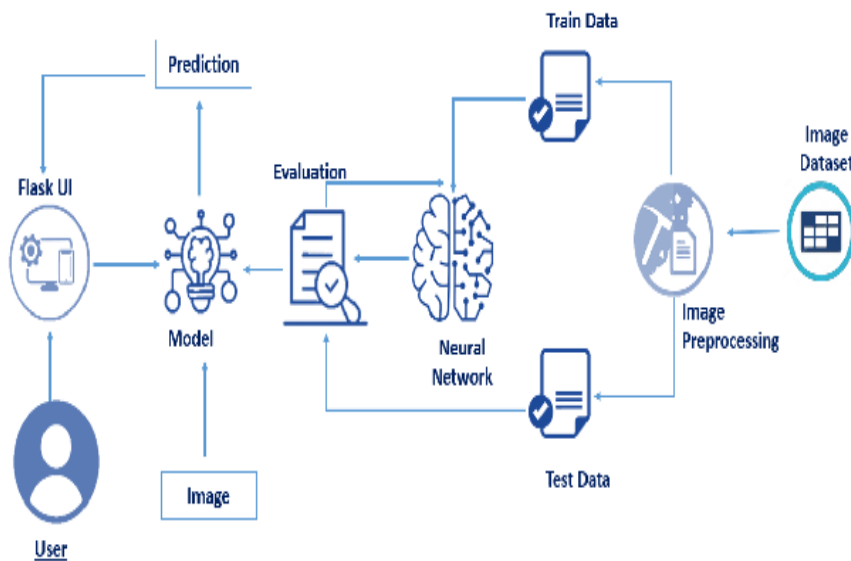 Train Data
Prediction
Image
Dataset
Evaluation
Flask UI
Model
Neural
Network
Image
Preprocessing
Image
Test Data
User